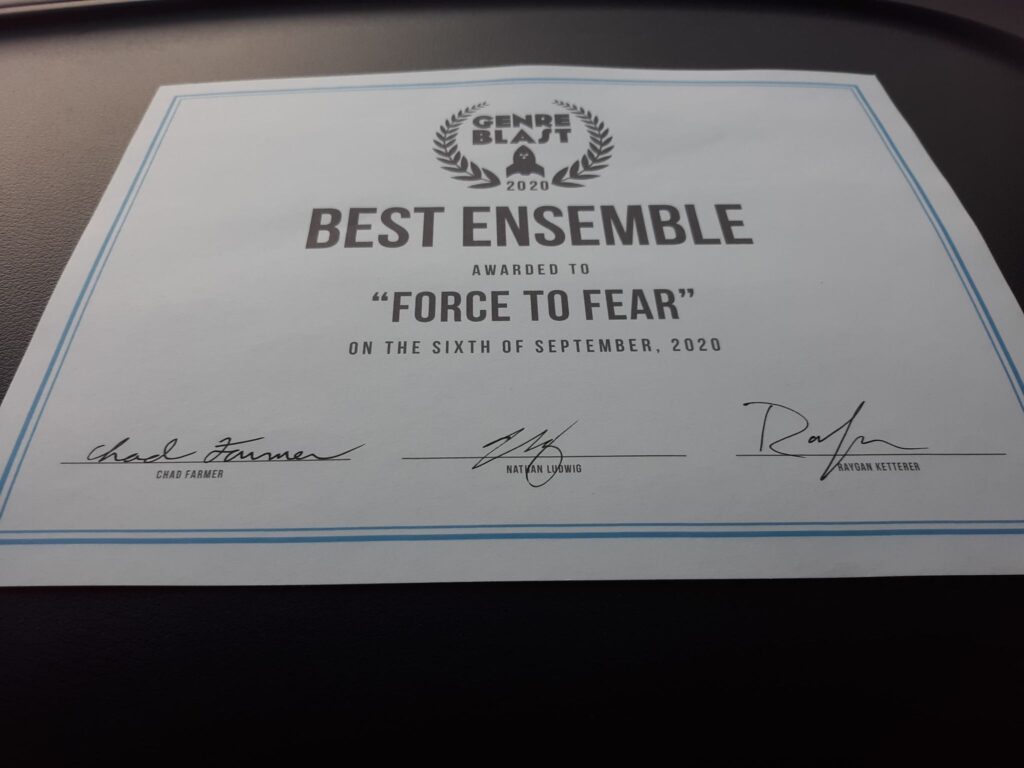 GENRE
BLAST
2020
BEST ENSEMBLE
AWARDED TO
“FORCE TO FEAR”
ON THE SIXTH OF SEPTEMBER, 2020
Chad Farmer
CHAD FARMER
NATHAN LUDWIG
RAYGAN KETTERER